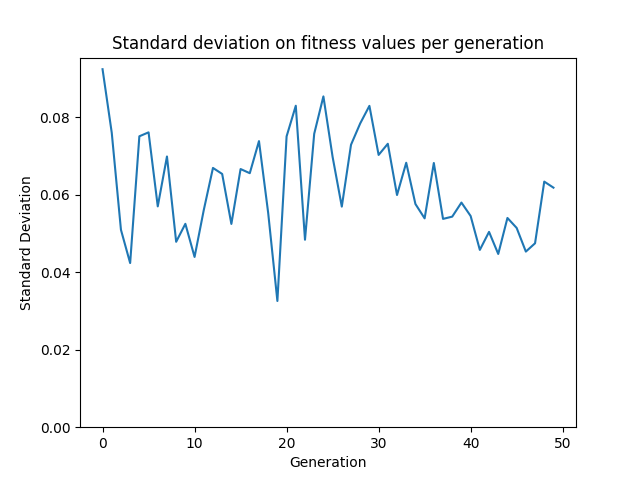 Standard deviation on fitness values per generation
Standard Deviation
0.08
0.06
0.04
0.02
0.00
0 10 20 30 40 50
Generation